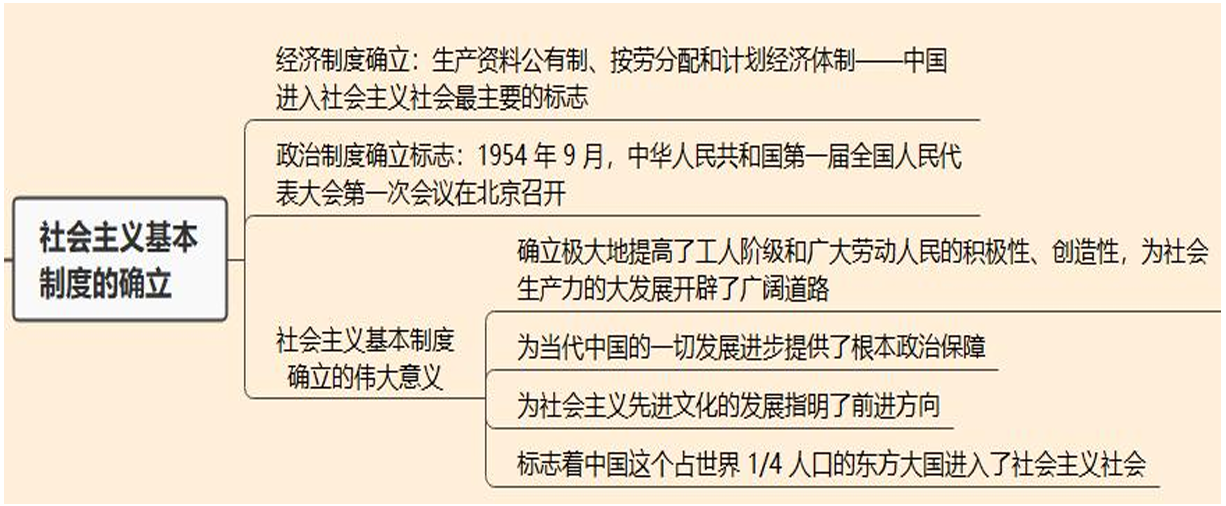 社会主义基本
制度的确立
经济制度确立：生产资料公有制、按劳分配和计划经济体制——中国
进入社会主义社会最主要的标志
政治制度确立标志：1954 年 9 月，中华人民共和国第一届全国人民代
表大会第一次会议在北京召开
社会主义基本制度
确立的伟大意义
确立极大地提高了工人阶级和广大劳动人民的积极性、创造性，为社会
生产力的大发展开辟了广阔道路
为当代中国的一切发展进步提供了根本政治保障
为社会主义先进文化的发展指明了前进方向
标志着中国这个占世界 1/4 人口的东方大国进入了社会主义社会